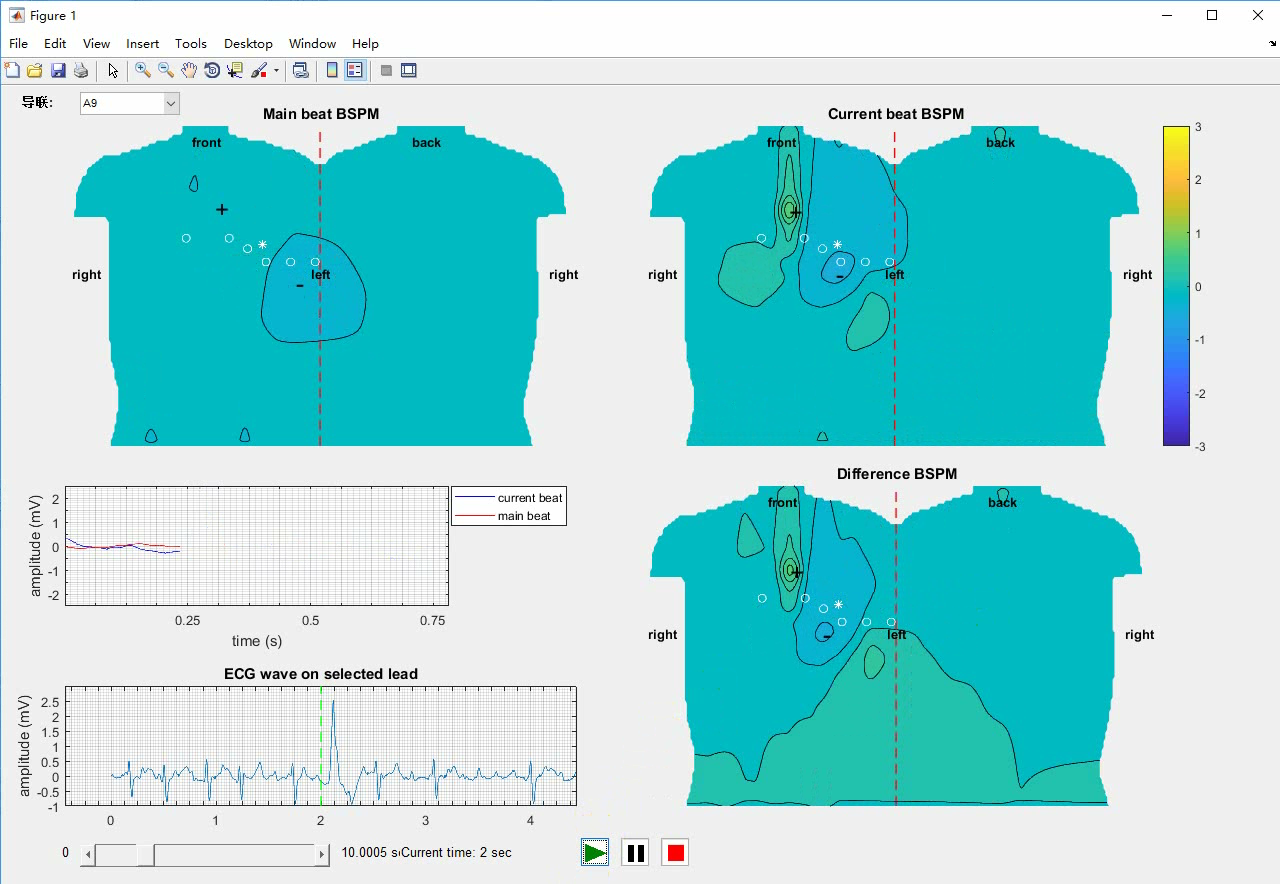 Figure 1
File Edit View Insert Tools Desktop Window Help
导联: A9
Main beat BSPM
front back
right left right
Current beat BSPM
front back
right left right
3
2
1
0
-1
-2
-3
amplitude (mV)
2
1
0
-1
-2
0.25 0.5 0.75
time (s)
current beat
main beat
Difference BSPM
front back
right left right
ECG wave on selected lead
amplitude (mV)
2.5
2
1.5
1
0.5
0
-0.5
-1
0 1 2 3 4
0 10.0005 s Current time: 2 sec